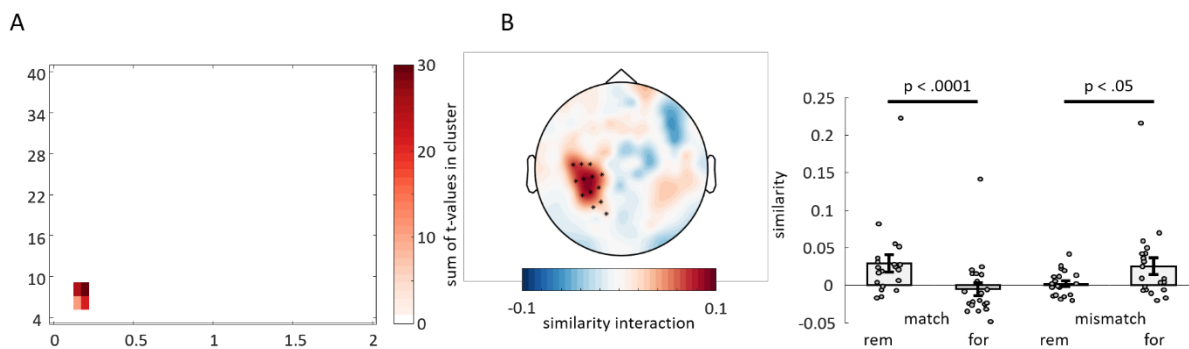 A
40
34
28
22
16
10
4
0
0.5
1
1.5
2
30
20
10
0
sum of t-values in cluster
B
-0.1
0.1
similarity interaction
p < .0001
p < .05
0.25
0.2
0.15
0.1
0.05
0
-0.05
similarity
match
mismatch
rem
for
rem
for